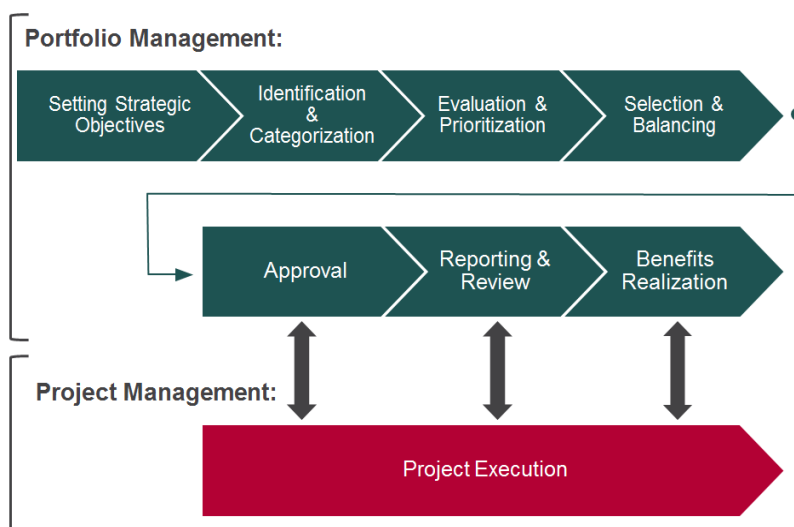 Portfolio Management:
Setting Strategic
Objectives
Identification
&
Categorization
Evaluation &
Prioritization
Selection &
Balancing
Approval
Reporting &
Review
Benefits
Realization
Project Management:
Project Execution